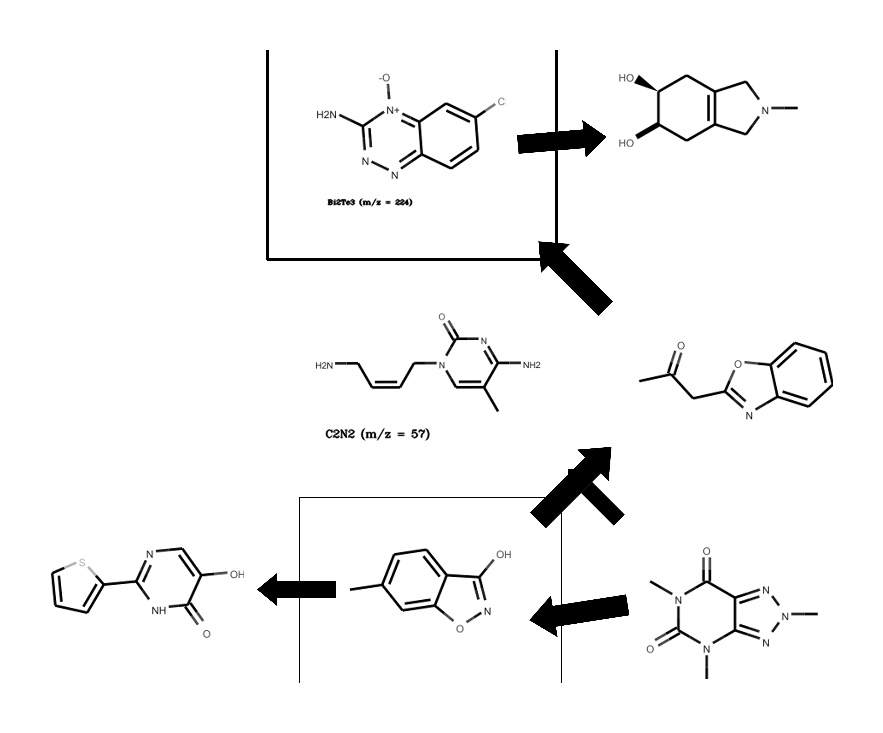 -O
HO
C
H2N
N+
N
N
N
HO
Bi2Te3 (m/z = 224)
O
O
N
O
H2N
N
NH2
N
C2N2 (m/z = 57)
OH
O
S
N
OH
N
N
N
NH
N
O
N
N
O
O
O